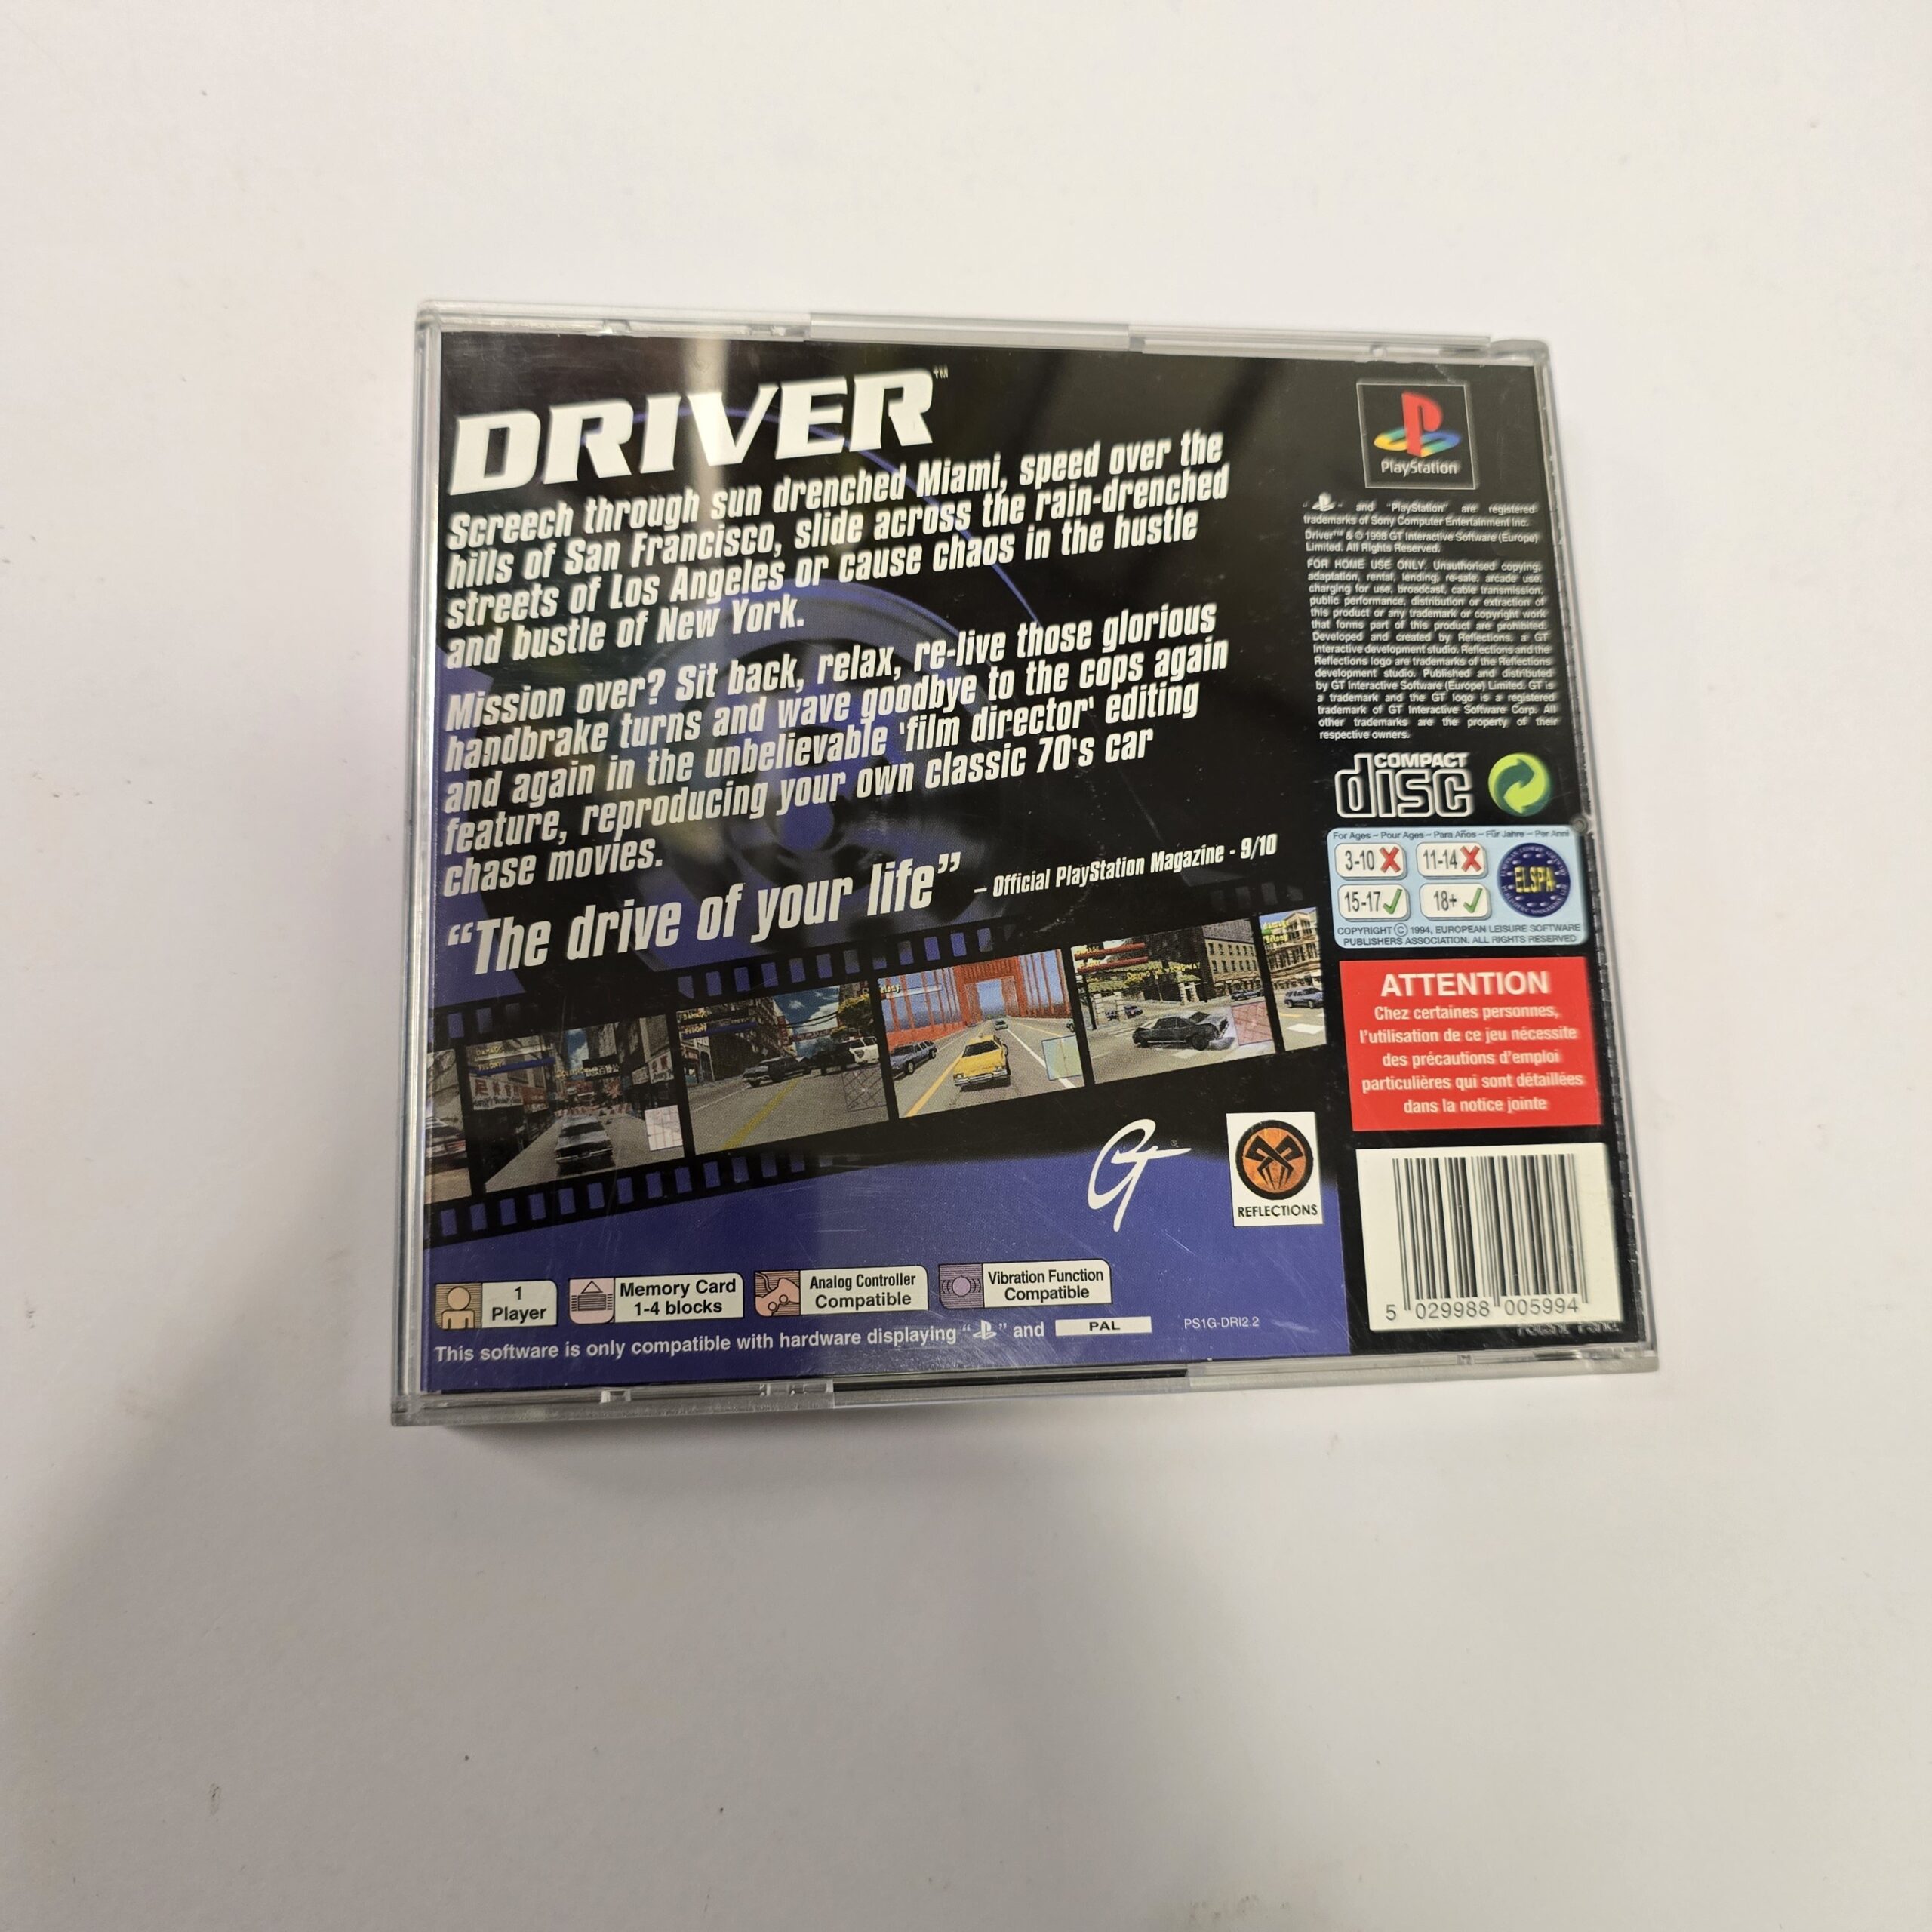 DRIVER™
Screech through sun drenched Miami, speed over the
hills of San Francisco, slide across the rain-drenched
streets of Los Angeles or cause chaos in the hustle
and bustle of New York.
Mission over? Sit back, relax, re-live those glorious
handbrake turns and wave goodbye to the cops again
and again in the unbelievable 'film director' editing
feature, reproducing your own classic 70's car
chase movies.
“The drive of your life” – Official PlayStation Magazine - 9/10
GT
REFLECTIONS
1
Player
Memory Card
1-4 blocks
Analog Controller
Compatible
Vibration Function
Compatible
This software is only compatible with hardware displaying “ ” and PAL
PS1G-DRI2.2
PlayStation
“ ” and “PlayStation” are registered
trademarks of Sony Computer Entertainment Inc.
Driver™ & © 1998 GT Interactive Software (Europe)
Limited. All Rights Reserved.
FOR HOME USE ONLY. Unauthorised copying,
adaptation, rental, lending, re-sale, arcade use,
charging for use, broadcast, cable transmission,
public performance, distribution or extraction of
this product or any trademark or copyright work
that forms part of this product are prohibited.
Developed and created by Reflections, a GT
Interactive development studio. Reflections and the
Reflections logo are trademarks of the Reflections
development studio. Published and distributed
by GT Interactive Software (Europe) Limited. GT is
a trademark and the GT logo is a registered
trademark of GT Interactive Software Corp. All
other trademarks are the property of their
respective owners.
COMPACT
disc
For Ages – Pour Ages – Para Años – Für Jahre – Per Anni
3-10 11-14
ELSPA
15-17 18+
COPYRIGHT © 1994, EUROPEAN LEISURE SOFTWARE
PUBLISHERS ASSOCIATION. ALL RIGHTS RESERVED
ATTENTION
Chez certaines personnes,
l'utilisation de ce jeu nécessite
des précautions d'emploi
particulières qui sont détaillées
dans la notice jointe
5 029988 005994